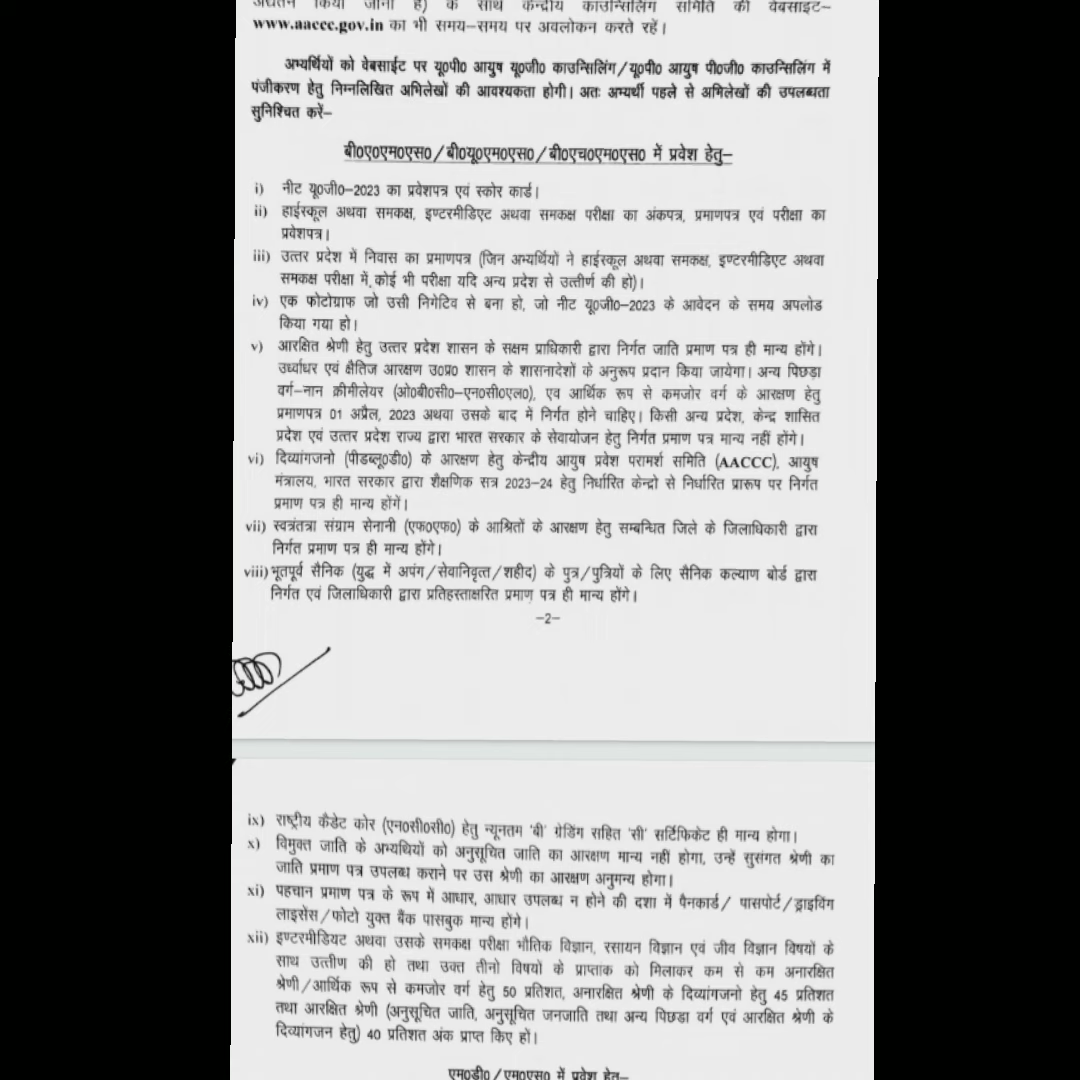 अद्यतन किया जाना है) के साथ केन्द्रीय काउन्सिलिंग समिति की वेबसाइट–
www.aaccc.gov.in का भी समय–समय पर अवलोकन करते रहें।
अभ्यर्थियों को वेबसाईट पर यू0पी0 आयुष यू0जी0 काउन्सिलिंग/यू0पी0 आयुष पी0जी0 काउन्सिलिंग में
पंजीकरण हेतु निम्नलिखित अभिलेखों की आवश्यकता होगी। अतः अभ्यर्थी पहले से अभिलेखों की उपलब्धता
सुनिश्चित करें–
बी0ए0एम0एस0/बी0यू0एम0एस0/बी0एच0एम0एस0 में प्रवेश हेतु–
i) नीट यू0जी0–2023 का प्रवेशपत्र एवं स्कोर कार्ड।
ii) हाईस्कूल अथवा समकक्ष, इण्टरमीडिएट अथवा समकक्ष परीक्षा का अंकपत्र, प्रमाणपत्र एवं परीक्षा का
प्रवेशपत्र।
iii) उत्तर प्रदेश में निवास का प्रमाणपत्र (जिन अभ्यर्थियों ने हाईस्कूल अथवा समकक्ष, इण्टरमीडिएट अथवा
समकक्ष परीक्षा में कोई भी परीक्षा यदि अन्य प्रदेश से उत्तीर्ण की हो)।
iv) एक फोटोग्राफ जो उसी निगेटिव से बना हो, जो नीट यू0जी0–2023 के आवेदन के समय अपलोड
किया गया हो।
v) आरक्षित श्रेणी हेतु उत्तर प्रदेश शासन के सक्षम प्राधिकारी द्वारा निर्गत जाति प्रमाण पत्र ही मान्य होंगे।
उर्ध्वाधर एवं क्षैतिज आरक्षण उ0प्र0 शासन के शासनादेशों के अनुरूप प्रदान किया जायेगा। अन्य पिछड़ा
वर्ग–नान क्रीमीलेयर (ओ0बी0सी0–एन0सी0एल0), एव आर्थिक रूप से कमजोर वर्ग के आरक्षण हेतु
प्रमाणपत्र 01 अप्रैल, 2023 अथवा उसके बाद में निर्गत होने चाहिए। किसी अन्य प्रदेश, केन्द्र शासित
प्रदेश एवं उत्तर प्रदेश राज्य द्वारा भारत सरकार के सेवायोजन हेतु निर्गत प्रमाण पत्र मान्य नहीं होंगे।
vi) दिव्यांगजनो (पीडब्लू0डी0) के आरक्षण हेतु केन्दीय आयुष प्रवेश परामर्श समिति (AACCC), आयुष
मंत्रालय, भारत सरकार द्वारा शैक्षणिक सत्र 2023-24 हेतु निर्धारित केन्द्रो से निर्धारित प्रारूप पर निर्गत
प्रमाण पत्र ही मान्य होंगें।
vii) स्वत्रंतत्रा संग्राम सेनानी (एफ0एफ0) के आश्रितों के आरक्षण हेतु सम्बन्धित जिले के जिलाधिकारी द्वारा
निर्गत प्रमाण पत्र ही मान्य होंगे।
viii) भूतपूर्व सैनिक (युद्ध में अपंग/सेवानिवृत्त/शहीद) के पुत्र/पुत्रियों के लिए सैनिक कल्याण बोर्ड द्वारा
निर्गत एवं जिलाधिकारी द्वारा प्रतिहस्ताक्षरित प्रमाण पत्र ही मान्य होंगे।
–2–
ix) राष्ट्रीय कैडेट कोर (एन0सी0सी0) हेतु न्यूनतम 'बी' ग्रेडिंग सहित 'सी' सर्टिफिकेट ही मान्य होगा।
x) विमुक्त जाति के अभ्यथियों को अनुसूचित जाति का आरक्षण मान्य नहीं होगा, उन्हें सुसंगत श्रेणी का
जाति प्रमाण पत्र उपलब्ध कराने पर उस श्रेणी का आरक्षण अनुमन्य होगा।
xi) पहचान प्रमाण पत्र के रूप में आधार, आधार उपलब्ध न होने की दशा में पैनकार्ड/ पासपोर्ट/ड्राइविंग
लाइसेंस/फोटो युक्त बैंक पासबुक मान्य होंगे।
xii) इण्टरमीडियट अथवा उसके समकक्ष परीक्षा भौतिक विज्ञान, रसायन विज्ञान एवं जीव विज्ञान विषयों के
साथ उत्तीण की हो तथा उक्त तीनो विषयों के प्राप्ताक को मिलाकर कम से कम अनारक्षित
श्रेणी/आर्थिक रूप से कमजोर वर्ग हेतु 50 प्रतिशत, अनारक्षित श्रेणी के दिव्यांगजनो हेतु 45 प्रतिशत
तथा आरक्षित श्रेणी (अनुसूचित जाति, अनुसूचित जनजाति तथा अन्य पिछडा वर्ग एवं आरक्षित श्रेणी के
दिव्यांगजन हेतु) 40 प्रतिशत अंक प्राप्त किए हों।
एम0डी0/एम0एस0 में प्रवेश हेतु–